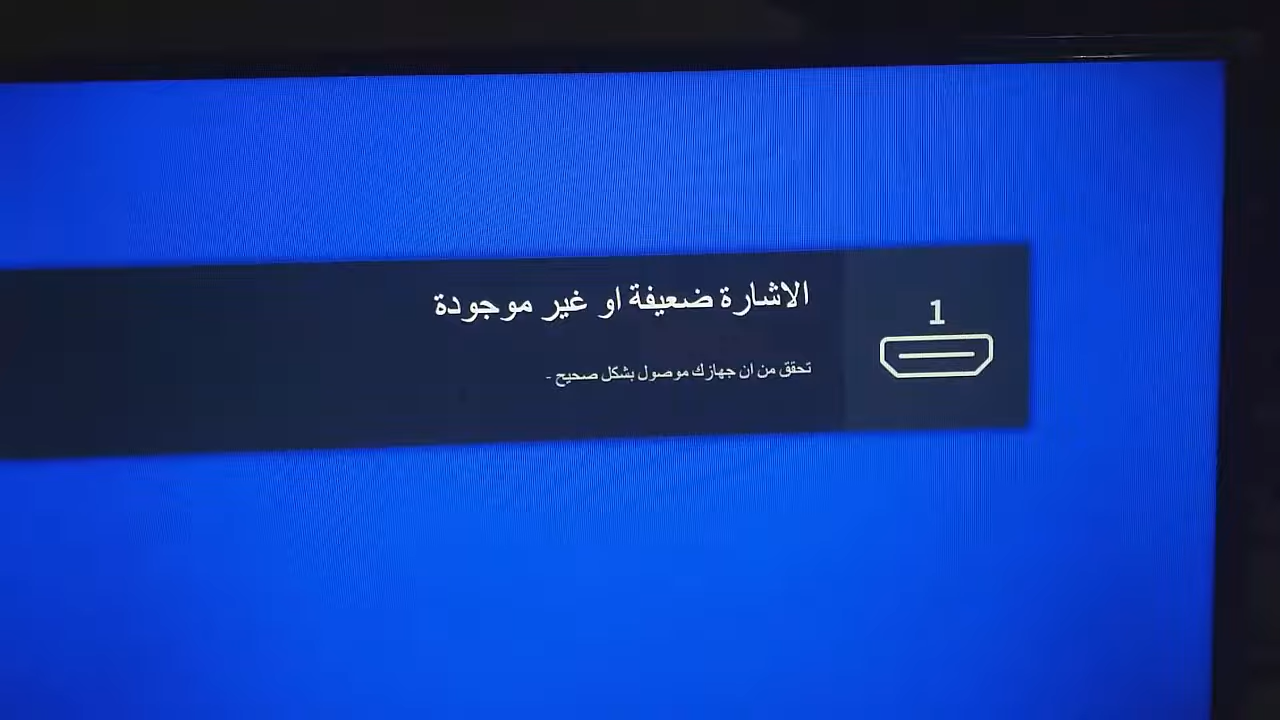 1
الاشارة ضعيفة او غير موجودة
تحقق من ان جهازك موصول بشكل صحيح -